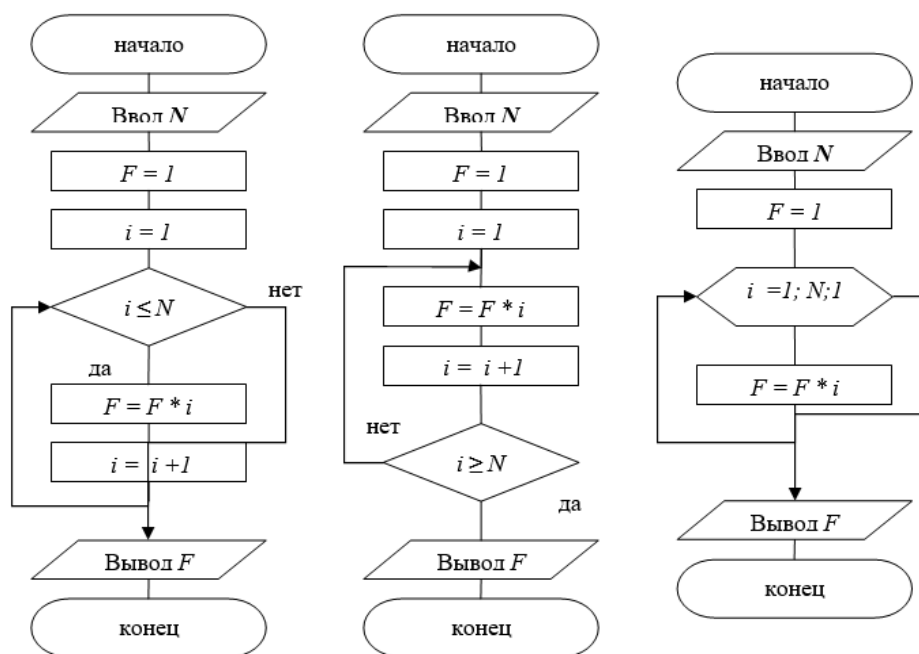 начало
Ввод N
F = 1
i = 1
i ≤ N
нет
да
F = F * i
i = i +1
Вывод F
конец
начало
Ввод N
F = 1
i = 1
F = F * i
i = i +1
нет
i ≥ N
да
Вывод F
конец
начало
Ввод N
F = 1
i =1; N;1
F = F * i
Вывод F
конец